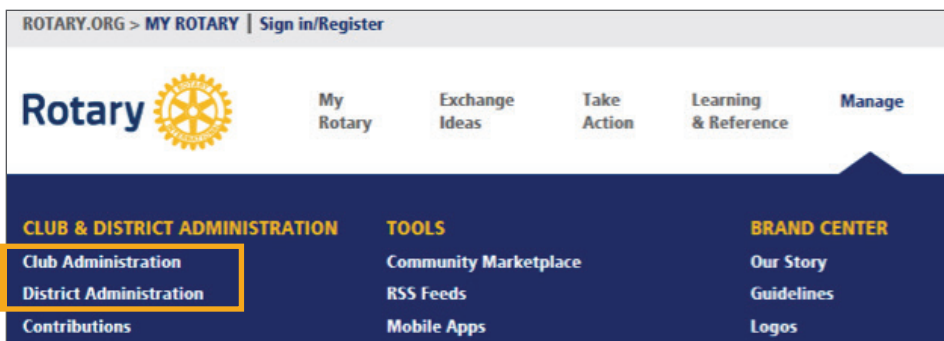 ROTARY.ORG > MY ROTARY | Sign in/Register
Rotary
ROTARY
INTERNATIONAL
My Rotary
Exchange Ideas
Take Action
Learning & Reference
Manage
CLUB & DISTRICT ADMINISTRATION
Club Administration
District Administration
Contributions
TOOLS
Community Marketplace
RSS Feeds
Mobile Apps
BRAND CENTER
Our Story
Guidelines
Logos